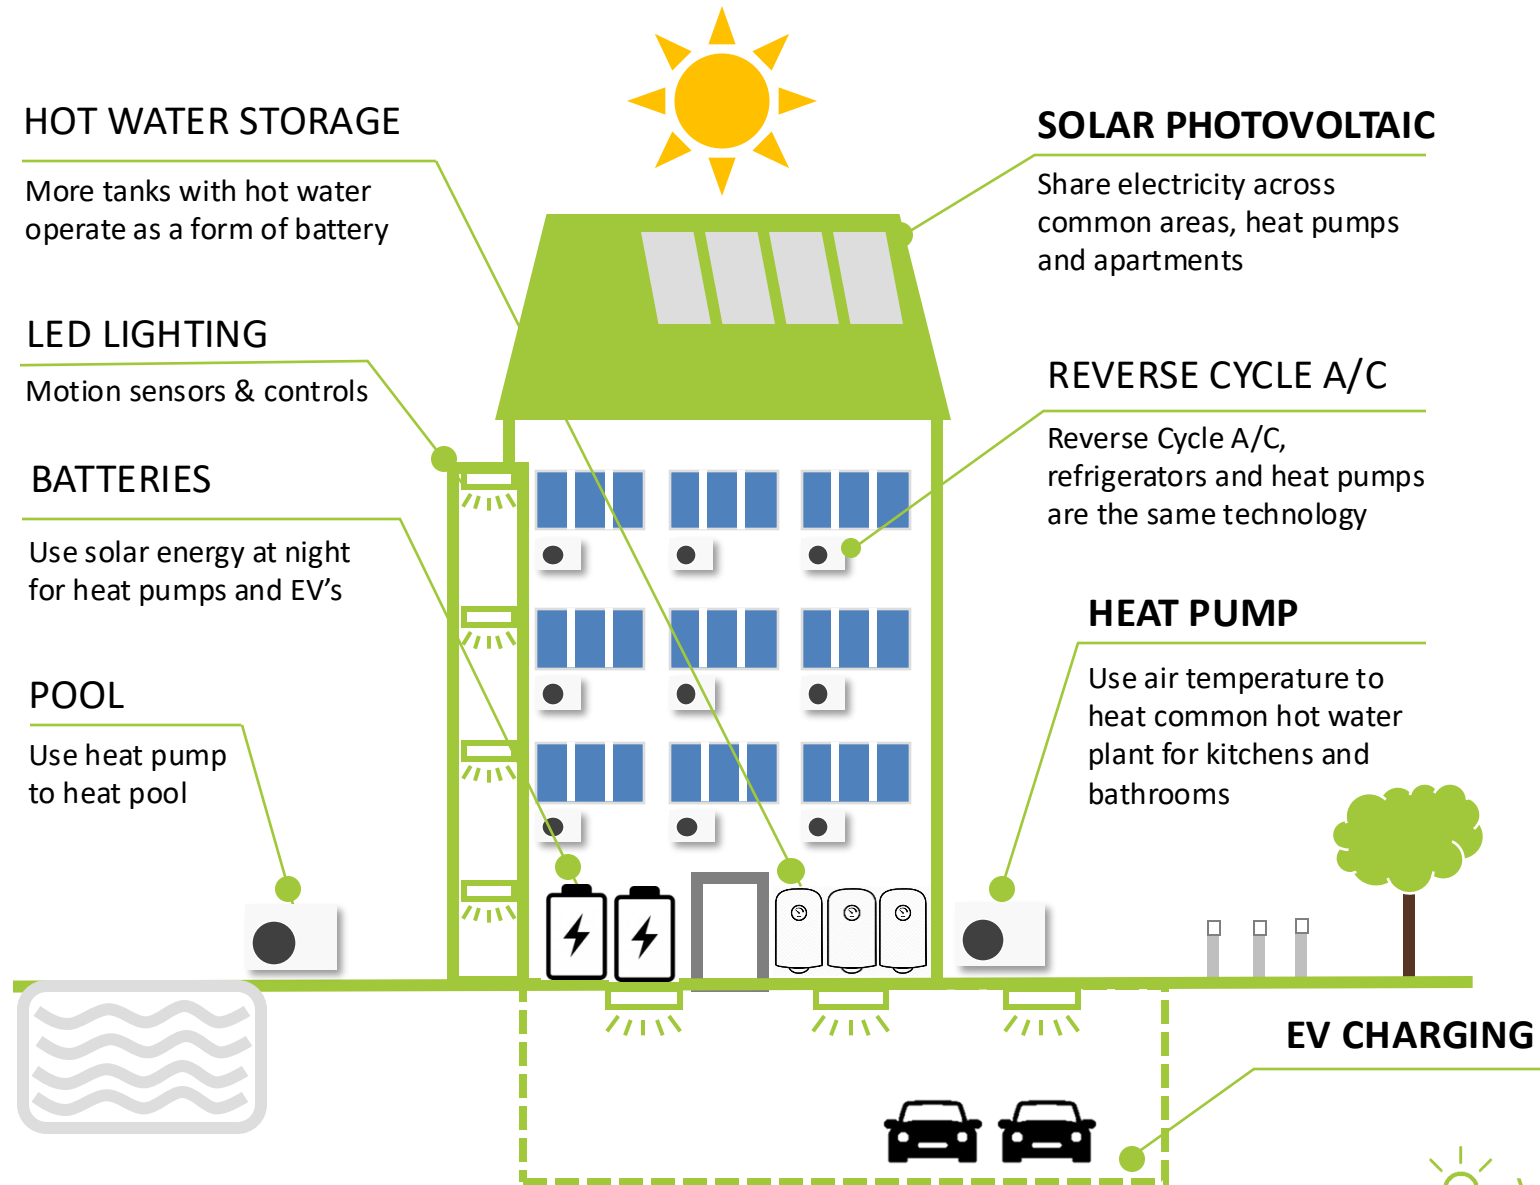 HOT WATER STORAGE
More tanks with hot water
operate as a form of battery
LED LIGHTING
Motion sensors & controls
BATTERIES
Use solar energy at night
for heat pumps and EV’s
POOL
Use heat pump
to heat pool
SOLAR PHOTOVOLTAIC
Share electricity across
common areas, heat pumps
and apartments
REVERSE CYCLE A/C
Reverse Cycle A/C,
refrigerators and heat pumps
are the same technology
HEAT PUMP
Use air temperature to
heat common hot water
plant for kitchens and
bathrooms
EV CHARGING